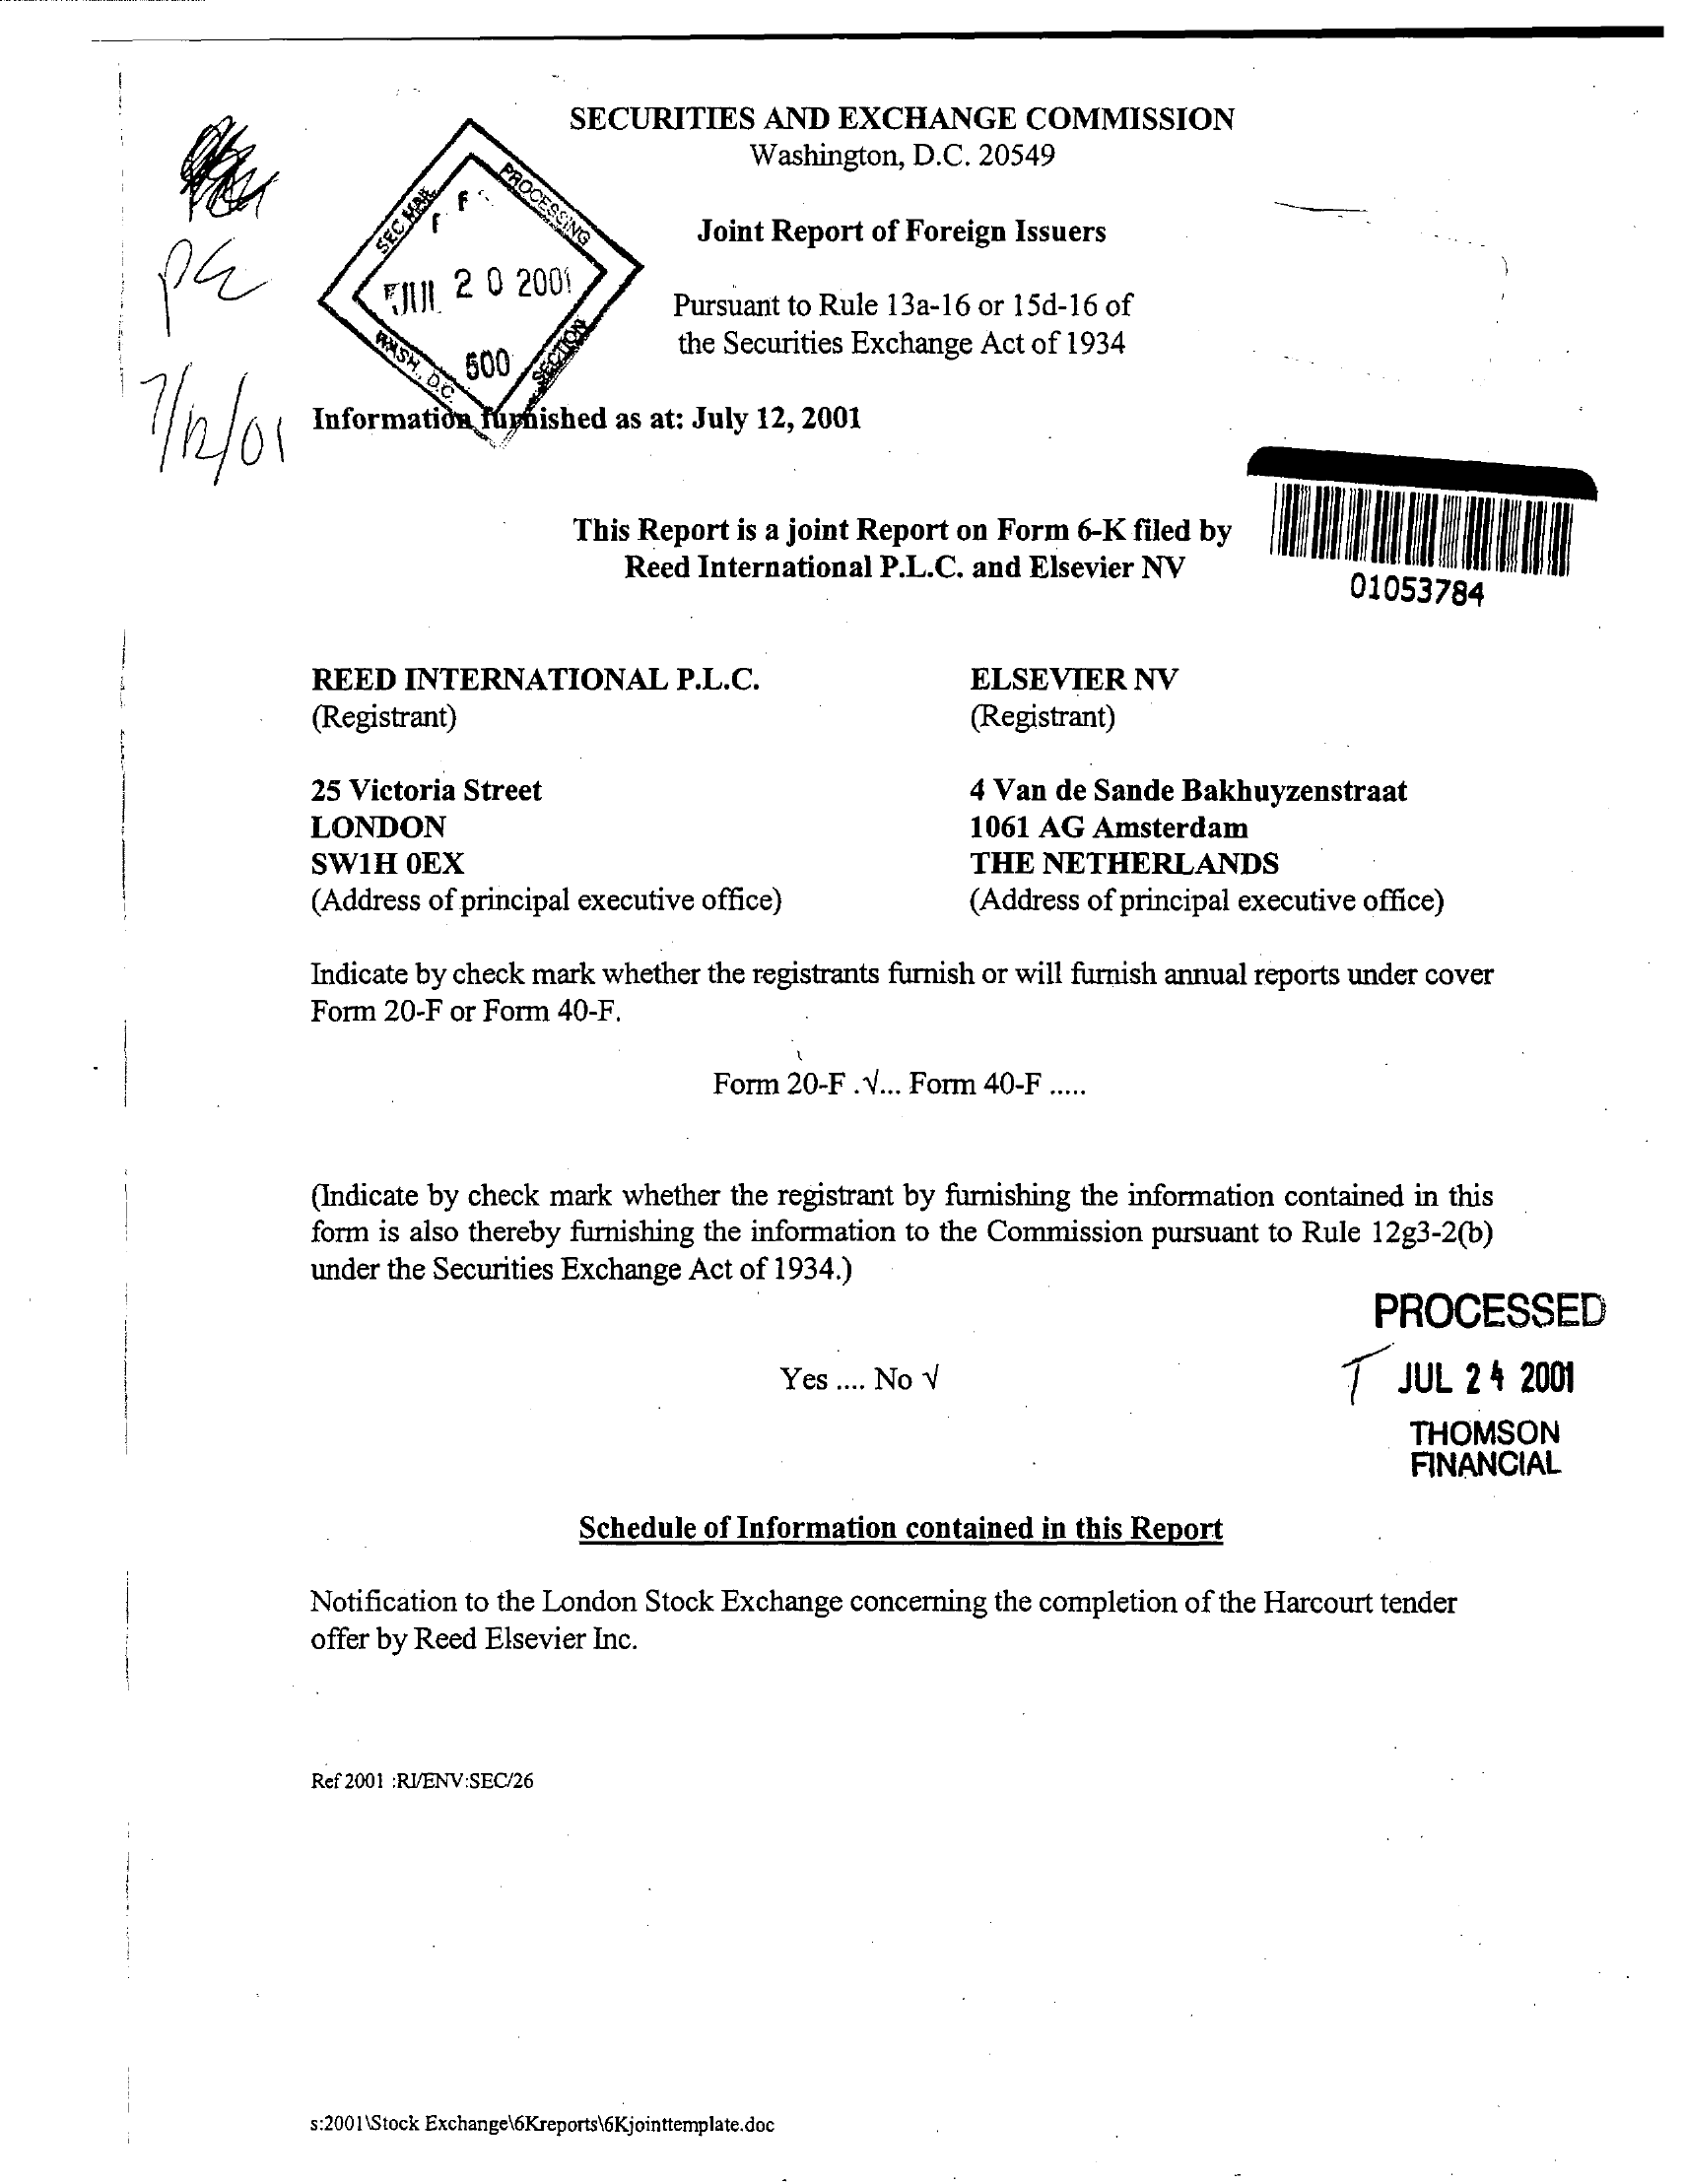 SECURITIES AND EXCHANGE COMMISSION
Washington, D.C. 20549
Joint Report of Foreign Issuers
Pursuant to Rule 13a-16 or 15d-16 of
the Securities Exchange Act of 1934
SEC MAIL
PROCESSING
20 2001
WASH., D.C.
500
SECTION
7/12/01
Information furnished as at: July 12, 2001
This Report is a joint Report on Form 6-K filed by
Reed International P.L.C. and Elsevier NV
01053784
REED INTERNATIONAL P.L.C.
(Registrant)
25 Victoria Street
LONDON
SW1H 0EX
(Address of principal executive office)
ELSEVIER NV
(Registrant)
4 Van de Sande Bakhuyzenstraat
1061 AG Amsterdam
THE NETHERLANDS
(Address of principal executive office)
Indicate by check mark whether the registrants furnish or will furnish annual reports under cover
Form 20-F or Form 40-F.
Form 20-F .√... Form 40-F .....
(Indicate by check mark whether the registrant by furnishing the information contained in this
form is also thereby furnishing the information to the Commission pursuant to Rule 12g3-2(b)
under the Securities Exchange Act of 1934.)
Yes .... No √
PROCESSED
JUL 24 2001
THOMSON
FINANCIAL
Schedule of Information contained in this Report
Notification to the London Stock Exchange concerning the completion of the Harcourt tender
offer by Reed Elsevier Inc.
Ref 2001 :RI/ENV:SEC/26
s:2001\Stock Exchange\6Kreports\6Kjointtemplate.doc